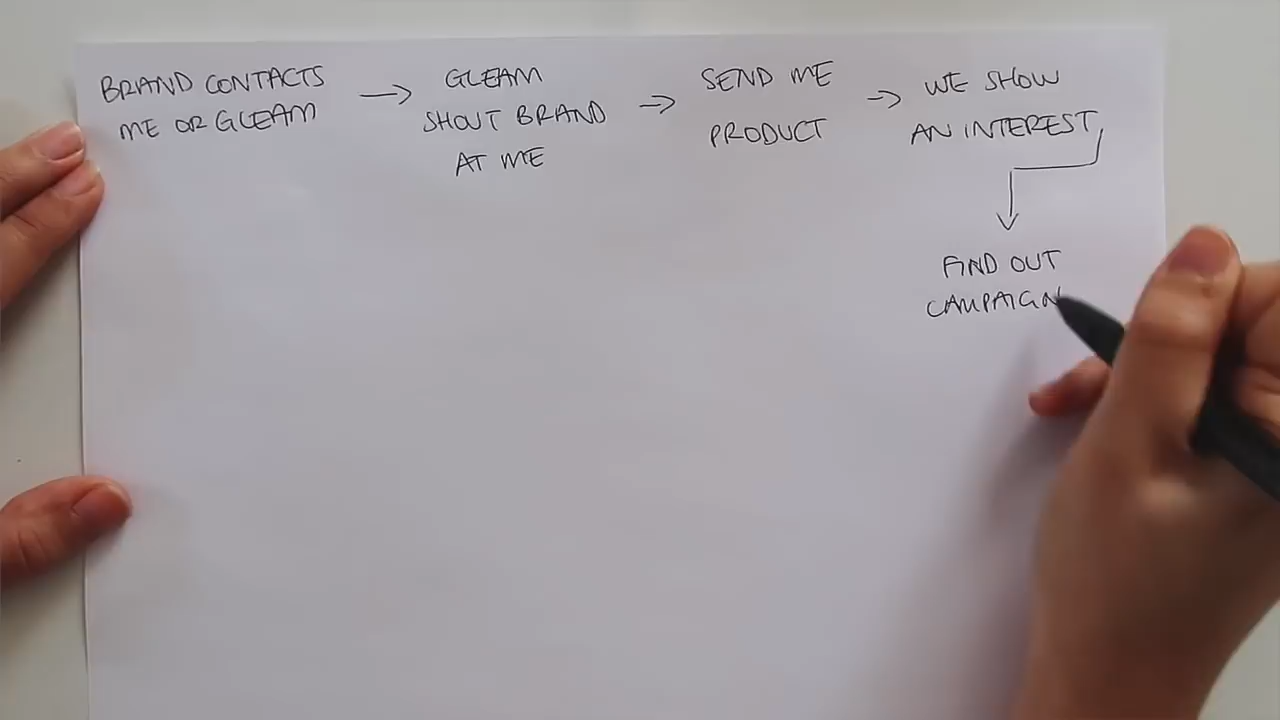 BRAND CONTACTS
ME OR GLEAM
GLEAM
SHOUT BRAND
AT ME
SEND ME
PRODUCT
WE SHOW
AN INTEREST
FIND OUT
CAMPAIGN